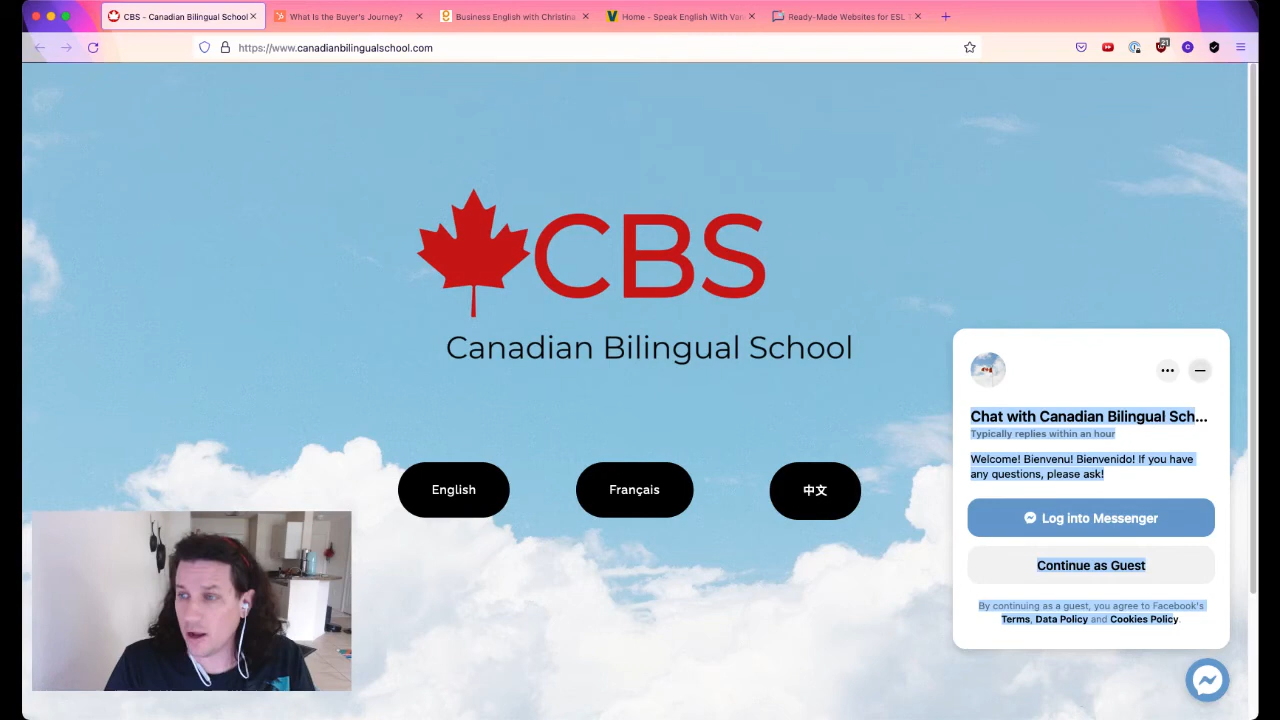 CBS - Canadian Bilingual School
What Is the Buyer's Journey?
Business English with Christina
Home - Speak English With Van
Ready-Made Websites for ESL T
https://www.canadianbilingualschool.com
21
CBS
Canadian Bilingual School
English
Français
中文
Chat with Canadian Bilingual Sch...
Typically replies within an hour
Welcome! Bienvenu! Bienvenido! If you have
any questions, please ask!
Log into Messenger
Continue as Guest
By continuing as a guest, you agree to Facebook's
Terms, Data Policy and Cookies Policy.